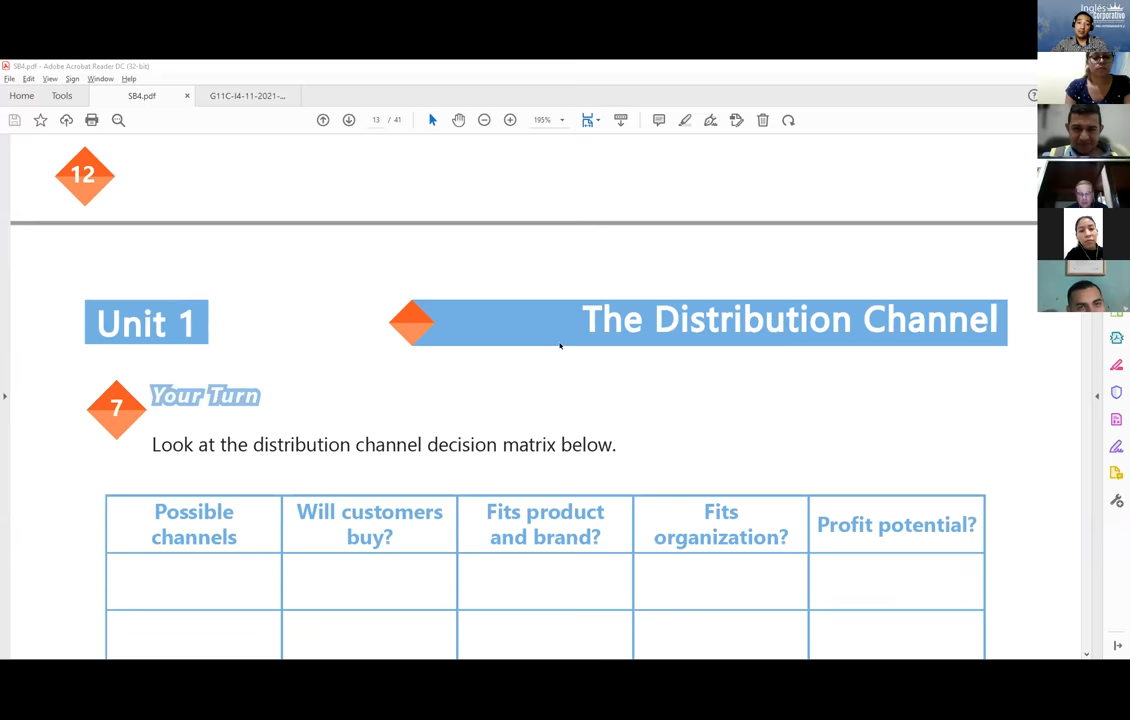 Inglés
Corporativo
SB4.pdf - Adobe Acrobat Reader DC (32-bit)
File Edit View Sign Window Help
Home Tools SB4.pdf × G11C-I4-11-2021-...
13 / 41 195%
12
Unit 1 The Distribution Channel
7 Your Turn
Look at the distribution channel decision matrix below.
Possible channels
Will customers buy?
Fits product and brand?
Fits organization?
Profit potential?